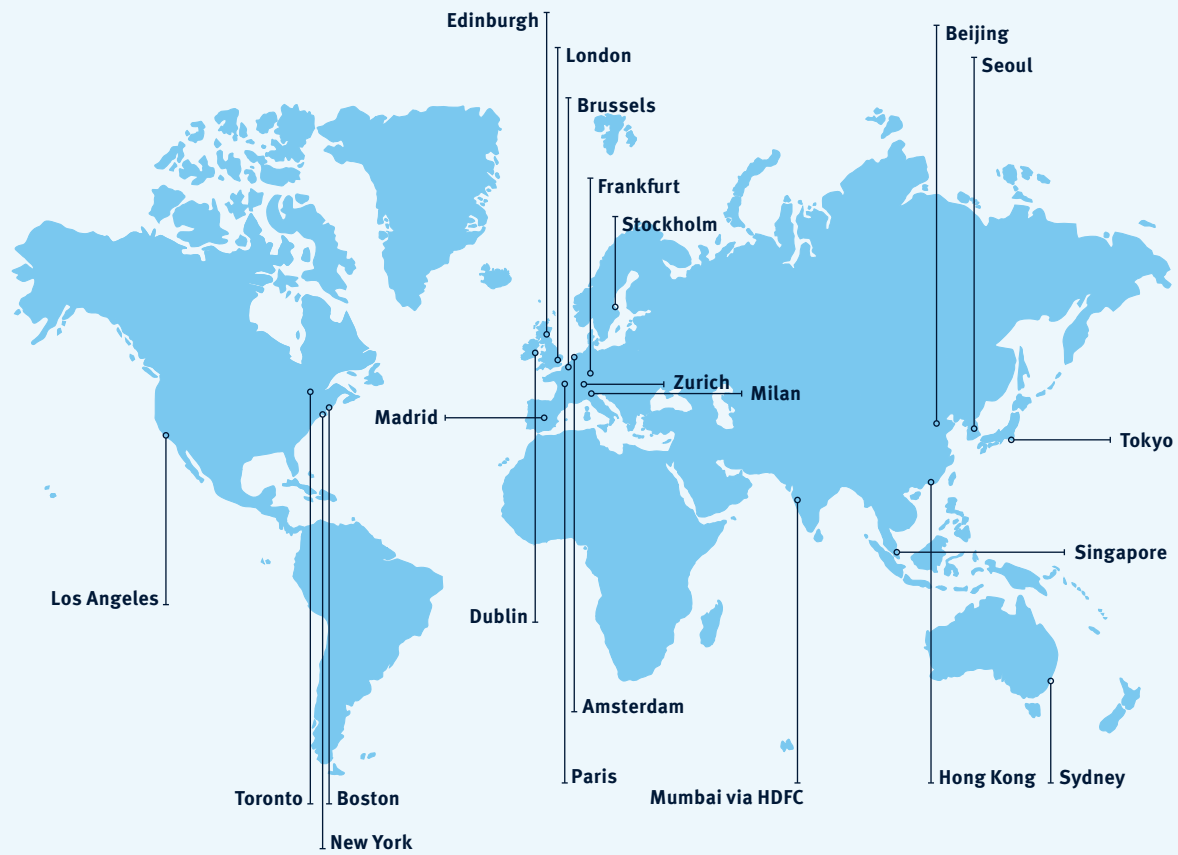 Edinburgh
Beijing
London
Seoul
Brussels
Frankfurt
Stockholm
Zurich
Milan
Madrid
Tokyo
Singapore
Los Angeles
Dublin
Amsterdam
Paris
Hong Kong
Sydney
Mumbai via HDFC
Toronto
Boston
New York